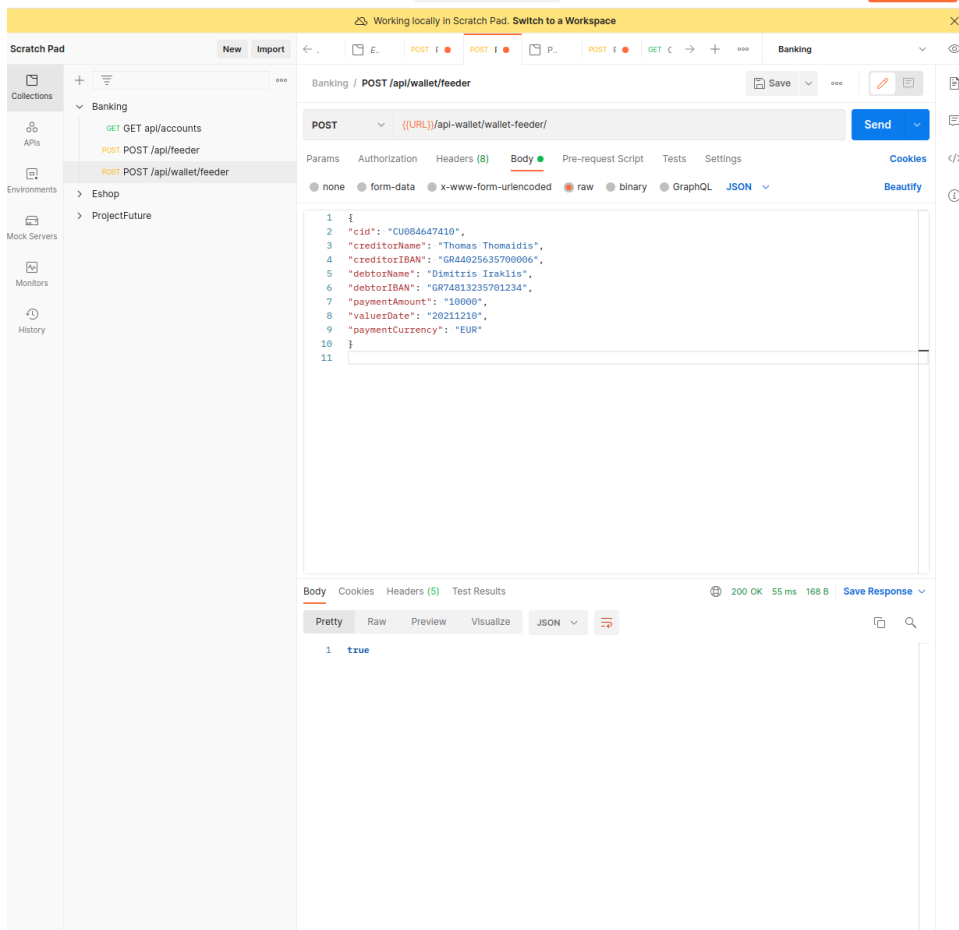 Working locally in Scratch Pad. Switch to a Workspace
Scratch Pad New Import
E.. POST POST P.. POST GET Banking
Collections
APIs
Environments
Mock Servers
Monitors
History
Banking
GET GET api/accounts
POST POST /api/feeder
POST POST /api/wallet/feeder
Eshop
ProjectFuture
Banking / POST /api/wallet/feeder Save
POST {{URL}}/api-wallet/wallet-feeder/ Send
Params Authorization Headers (8) Body Pre-request Script Tests Settings Cookies
none form-data x-www-form-urlencoded raw binary GraphQL JSON Beautify
1 {
2 "cid": "CU084647410",
3 "creditorName": "Thomas Thomaidis",
4 "creditorIBAN": "GR44025635700006",
5 "debtorName": "Dimitris Iraklis",
6 "debtorIBAN": "GR74813235701234",
7 "paymentAmount": "10000",
8 "valuerDate": "20211210",
9 "paymentCurrency": "EUR"
10 }
11
Body Cookies Headers (5) Test Results 200 OK 55 ms 168 B Save Response
Pretty Raw Preview Visualize JSON
1 true